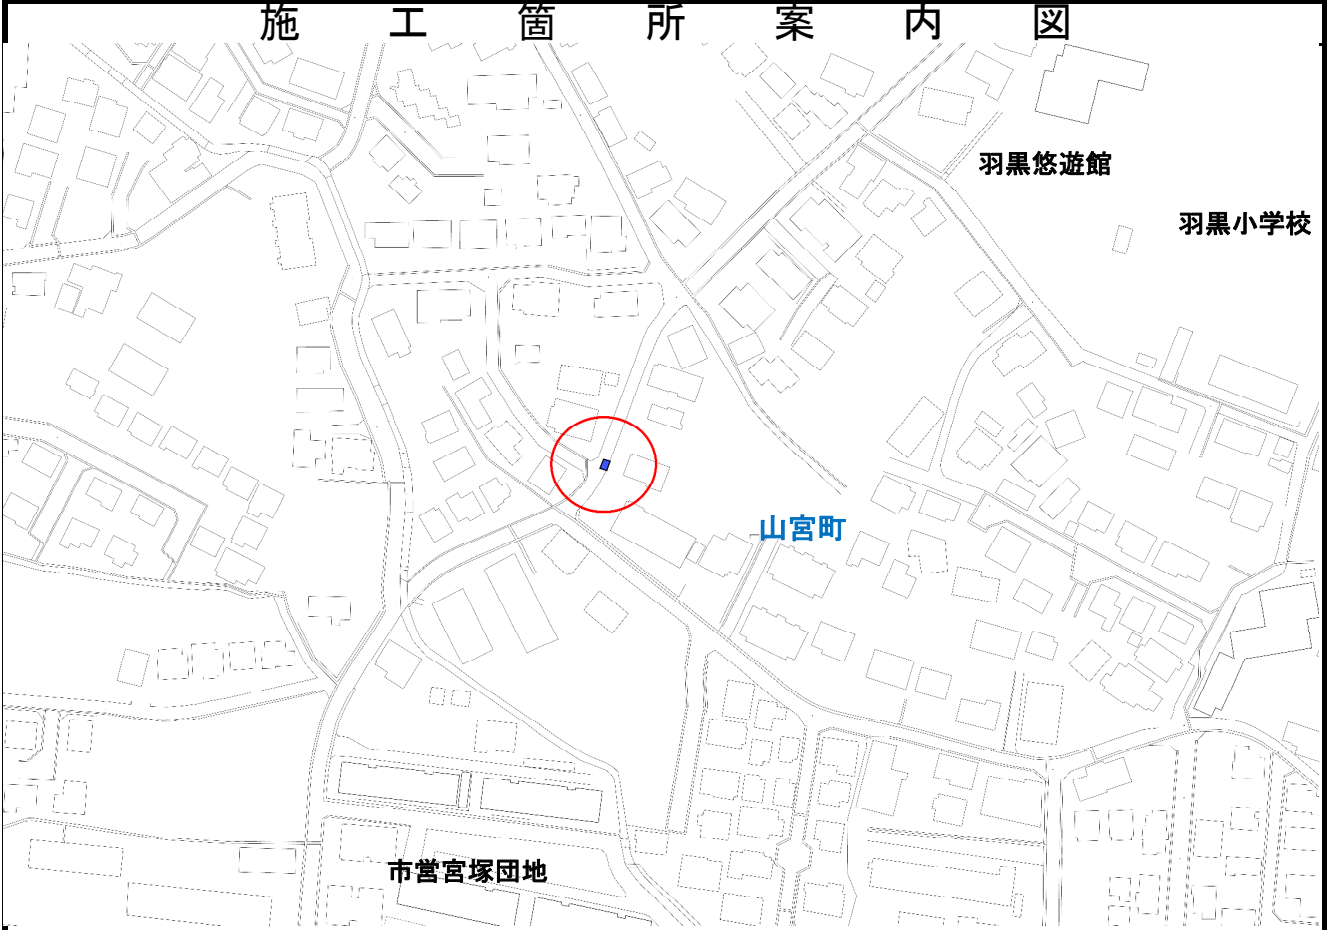 施工箇所案内図
羽黒悠遊館
羽黒小学校
山宮町
市営宮塚団地